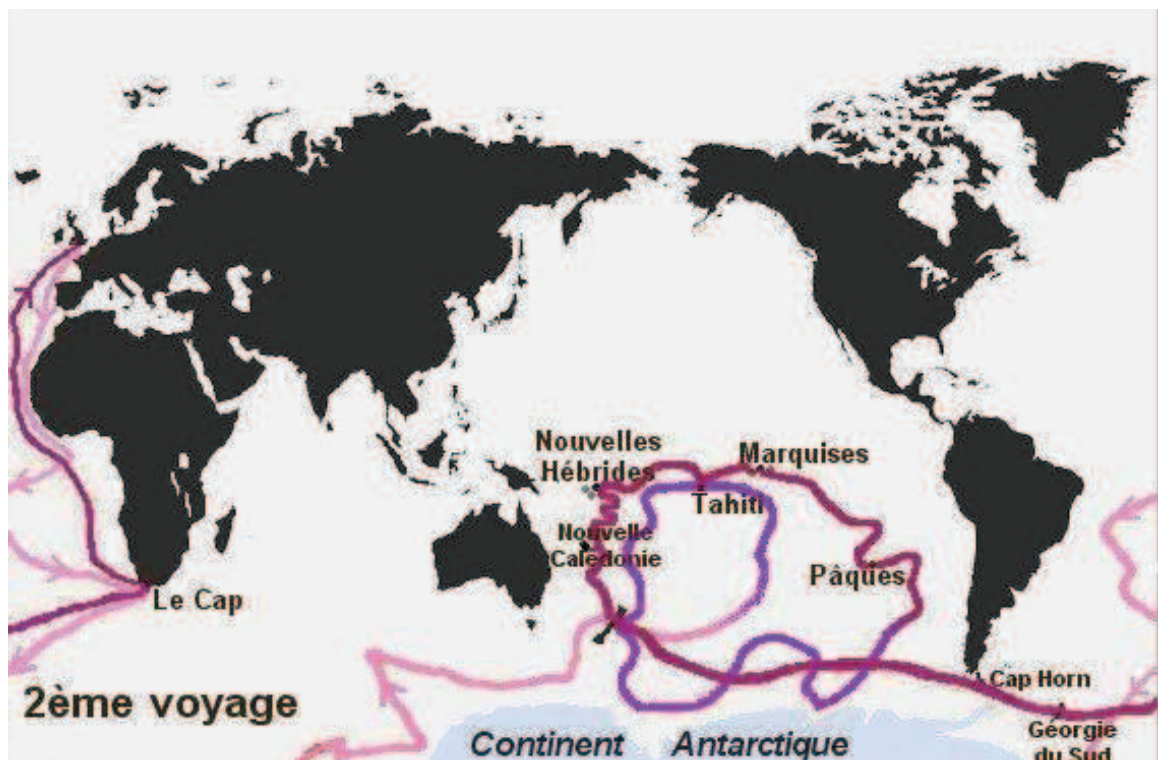 Nouvelles
Hébrides
Marquises
Tahiti
Nouvelle
Calédonie
Pâques
Le Cap
2ème voyage
Cap Horn
Géorgie
du Sud
Continent Antarctique